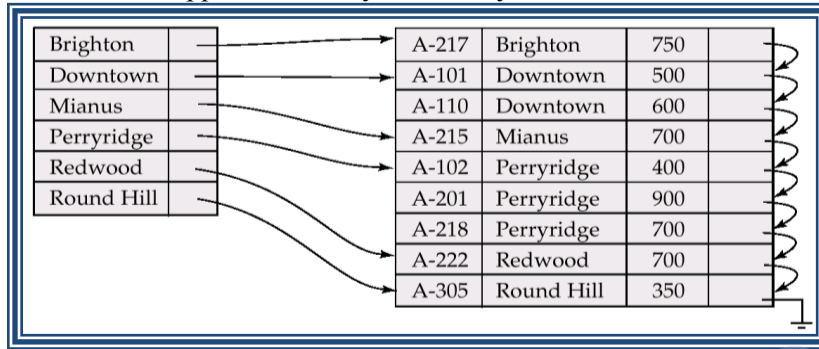 Brighton
Downtown
Mianus
Perryridge
Redwood
Round Hill
A-217 Brighton 750
A-101 Downtown 500
A-110 Downtown 600
A-215 Mianus 700
A-102 Perryridge 400
A-201 Perryridge 900
A-218 Perryridge 700
A-222 Redwood 700
A-305 Round Hill 350